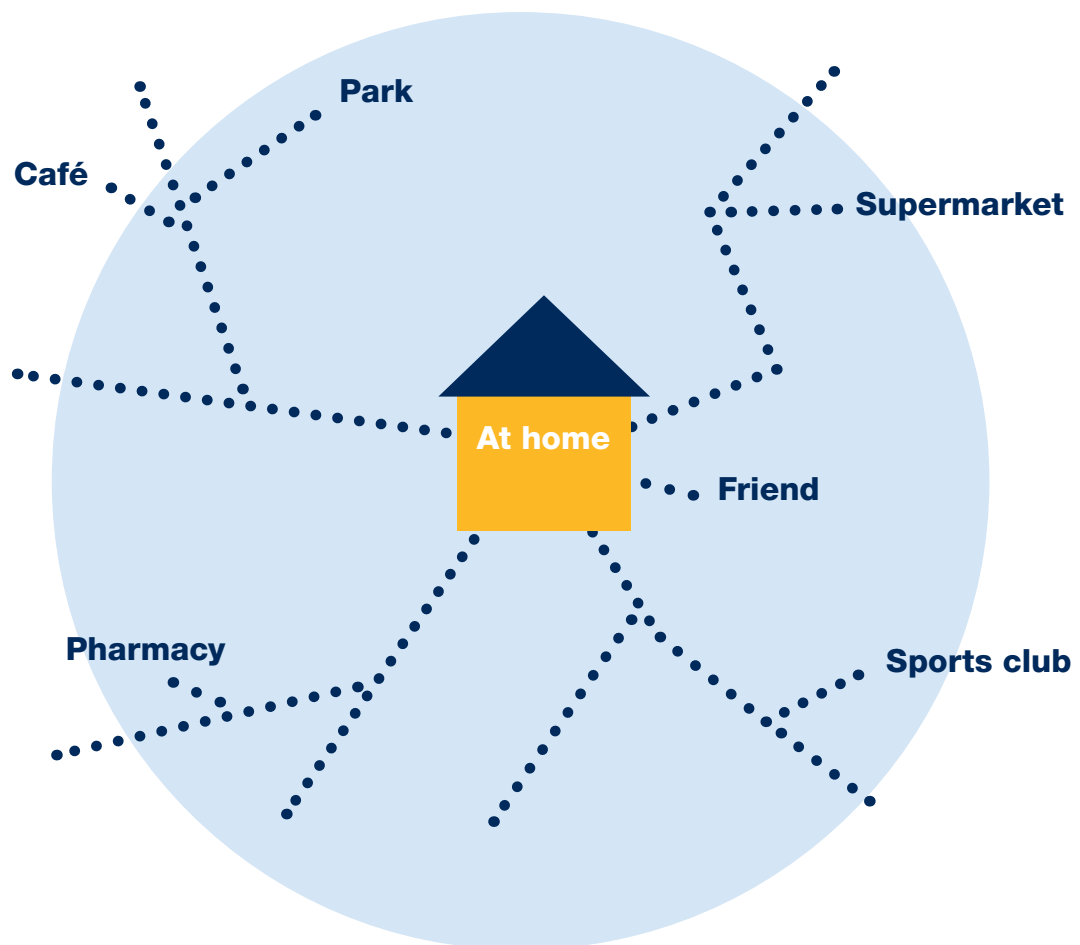 Park
Café
Supermarket
At home
Friend
Pharmacy
Sports club